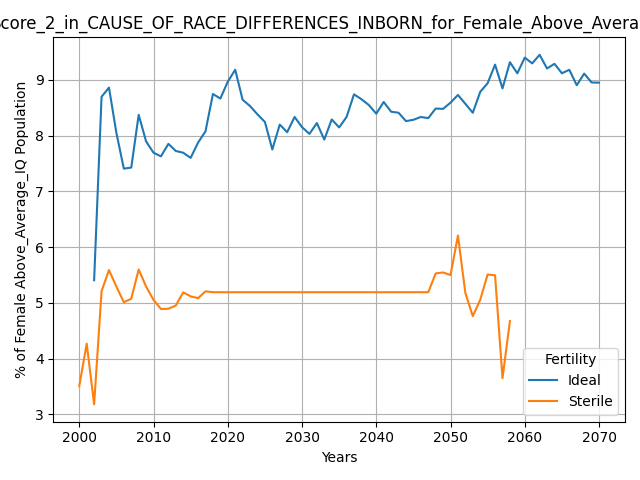 core_2_in_CAUSE_OF_RACE_DIFFERENCES_INBORN_for_Female_Above_Avera
% of Female Above_Average_IQ Population
9
8
7
6
5
4
3
2000 2010 2020 2030 2040 2050 2060 2070
Years
Fertility
Ideal
Sterile